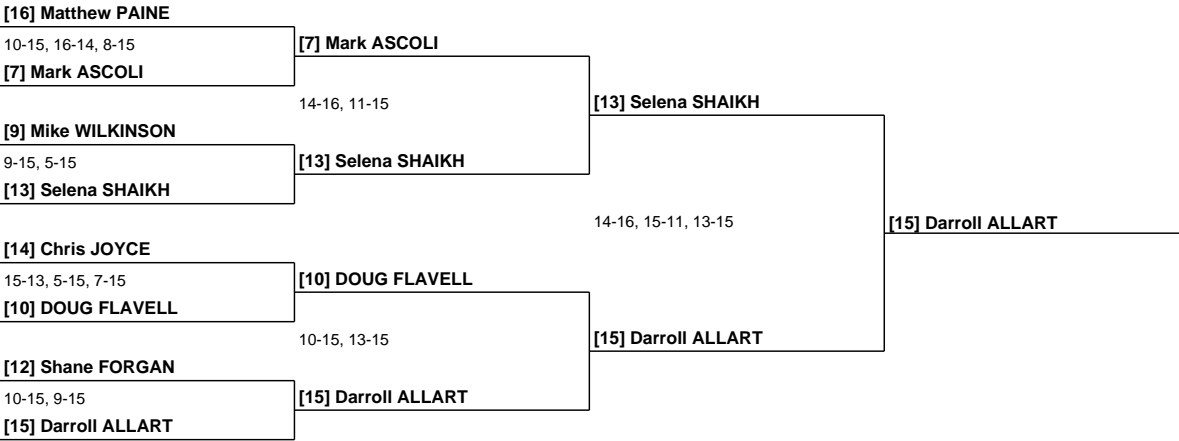 [16] Matthew PAINE
10-15, 16-14, 8-15
[7] Mark ASCOLI
[7] Mark ASCOLI
14-16, 11-15
[13] Selena SHAIKH
[9] Mike WILKINSON
9-15, 5-15
[13] Selena SHAIKH
[13] Selena SHAIKH
14-16, 15-11, 13-15
[15] Darroll ALLART
[14] Chris JOYCE
15-13, 5-15, 7-15
[10] DOUG FLAVELL
[10] DOUG FLAVELL
10-15, 13-15
[15] Darroll ALLART
[12] Shane FORGAN
10-15, 9-15
[15] Darroll ALLART
[15] Darroll ALLART